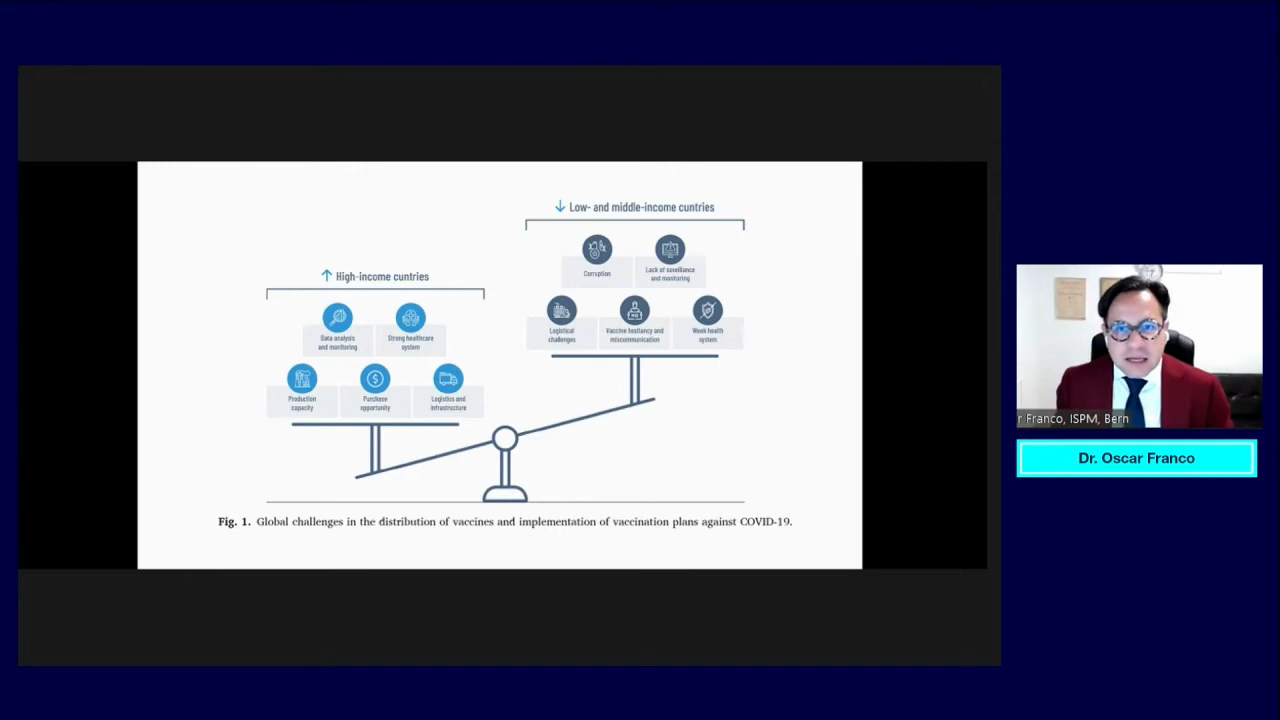 Low- and middle-income cuntries
Corruption
Lack of sveillance
and monitoring
Logistical
challenges
Vaccine hesitancy and
miscommunication
Week health
system
High-income cuntries
Data analysis
and monitoring
Strong healthcare
system
Production
capacity
Purchase
opportunity
Logistics and
infrastructure
Fig. 1. Global challenges in the distribution of vaccines and implementation of vaccination plans against COVID-19.
r Franco, ISPM, Bern
Dr. Oscar Franco